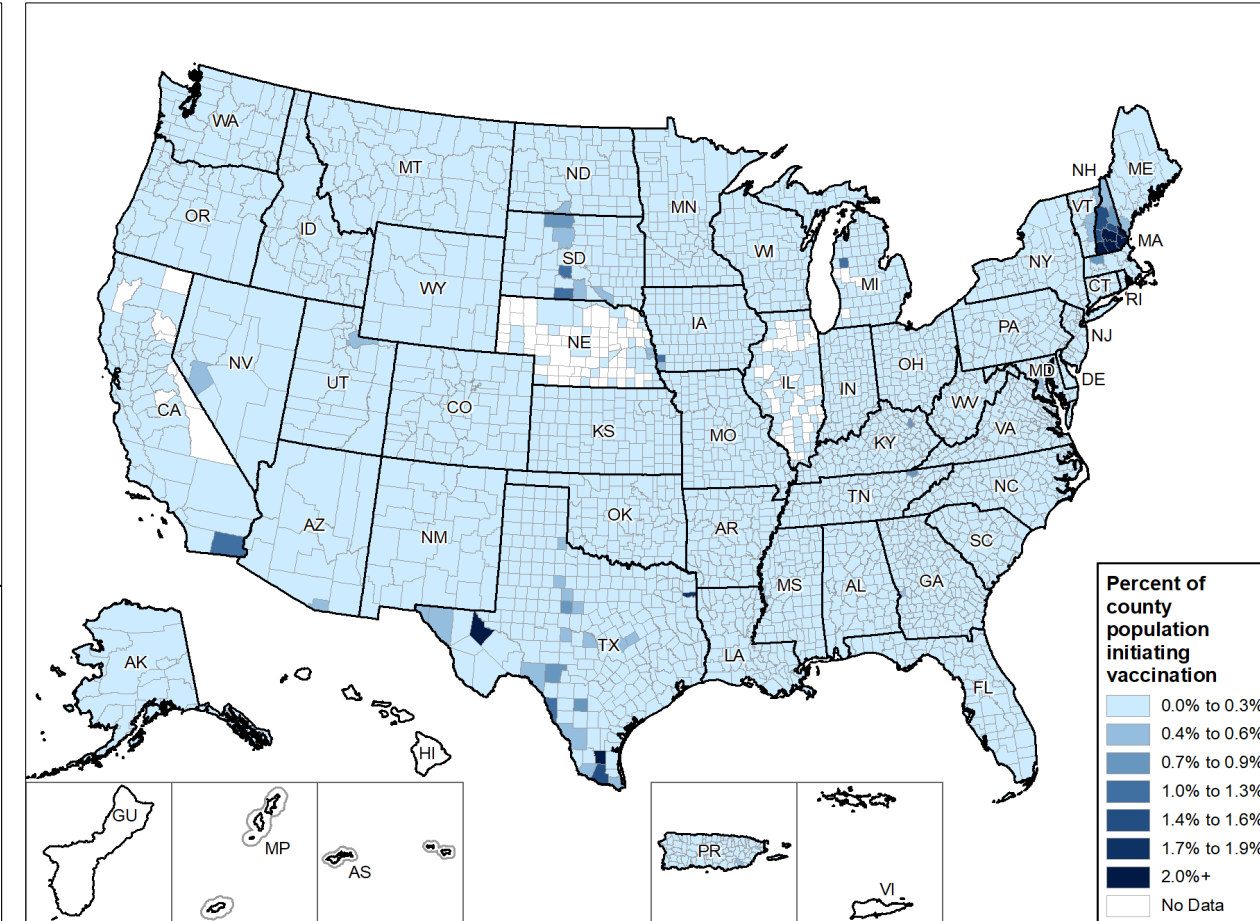 WA
MT
ND
MN
NH
ME
VT
OR
ID
SD
WI
MA
NY
MI
WY
CT
RI
IA
PA
NJ
NV
NE
OH
MD
DE
UT
IL
IN
CA
CO
WV
VA
KS
MO
KY
NC
TN
OK
AR
AZ
NM
SC
MS
AL
GA
TX
LA
FL
AK
HI
GU
MP
AS
PR
VI
Percent of
county
population
initiating
vaccination
0.0% to 0.3%
0.4% to 0.6%
0.7% to 0.9%
1.0% to 1.3%
1.4% to 1.6%
1.7% to 1.9%
2.0%+
No Data